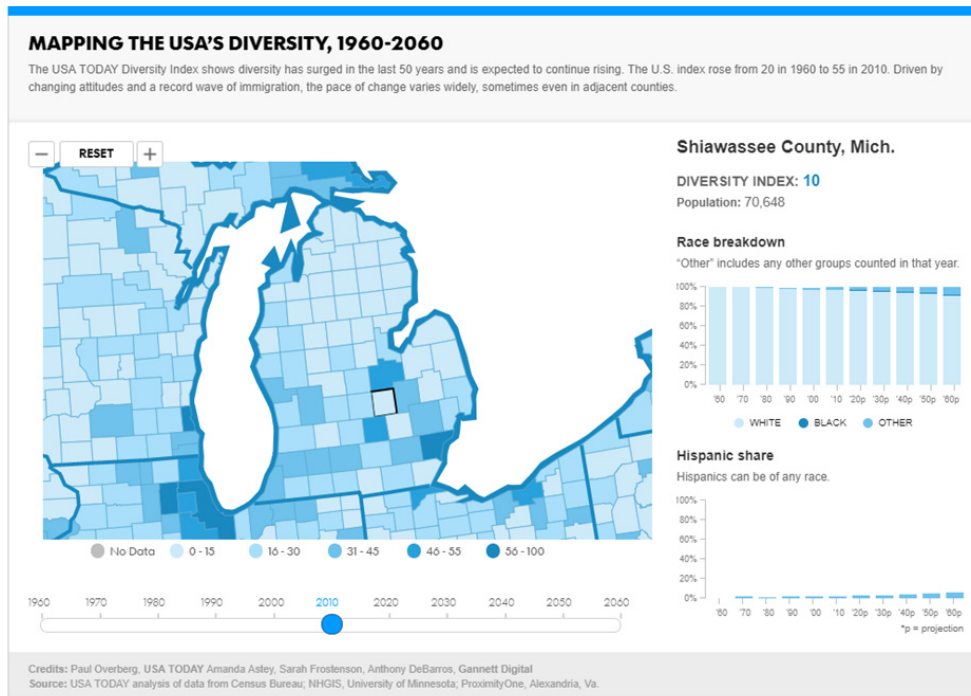 MAPPING THE USA'S DIVERSITY, 1960-2060
The USA TODAY Diversity Index shows diversity has surged in the last 50 years and is expected to continue rising. The U.S. index rose from 20 in 1960 to 55 in 2010. Driven by
changing attitudes and a record wave of immigration, the pace of change varies widely, sometimes even in adjacent counties.
— RESET +
Shiawassee County, Mich.
DIVERSITY INDEX: 10
Population: 70,648
Race breakdown
"Other" includes any other groups counted in that year.
100%
80%
60%
40%
20%
0%
'60 '70 '80 '90 '00 '10 '20p '30p '40p '50p '60p
WHITE BLACK OTHER
Hispanic share
Hispanics can be of any race.
100%
80%
60%
40%
20%
0%
'60 '70 '80 '90 '00 '10 '20p '30p '40p '50p '60p
*p = projection
No Data 0 - 15 16 - 30 31 - 45 46 - 55 56 - 100
1960 1970 1980 1990 2000 2010 2020 2030 2040 2050 2060
Credits: Paul Overberg, USA TODAY Amanda Astey, Sarah Frostenson, Anthony DeBarros, Gannett Digital
Source: USA TODAY analysis of data from Census Bureau; NHGIS, University of Minnesota; ProximityOne, Alexandria, Va.